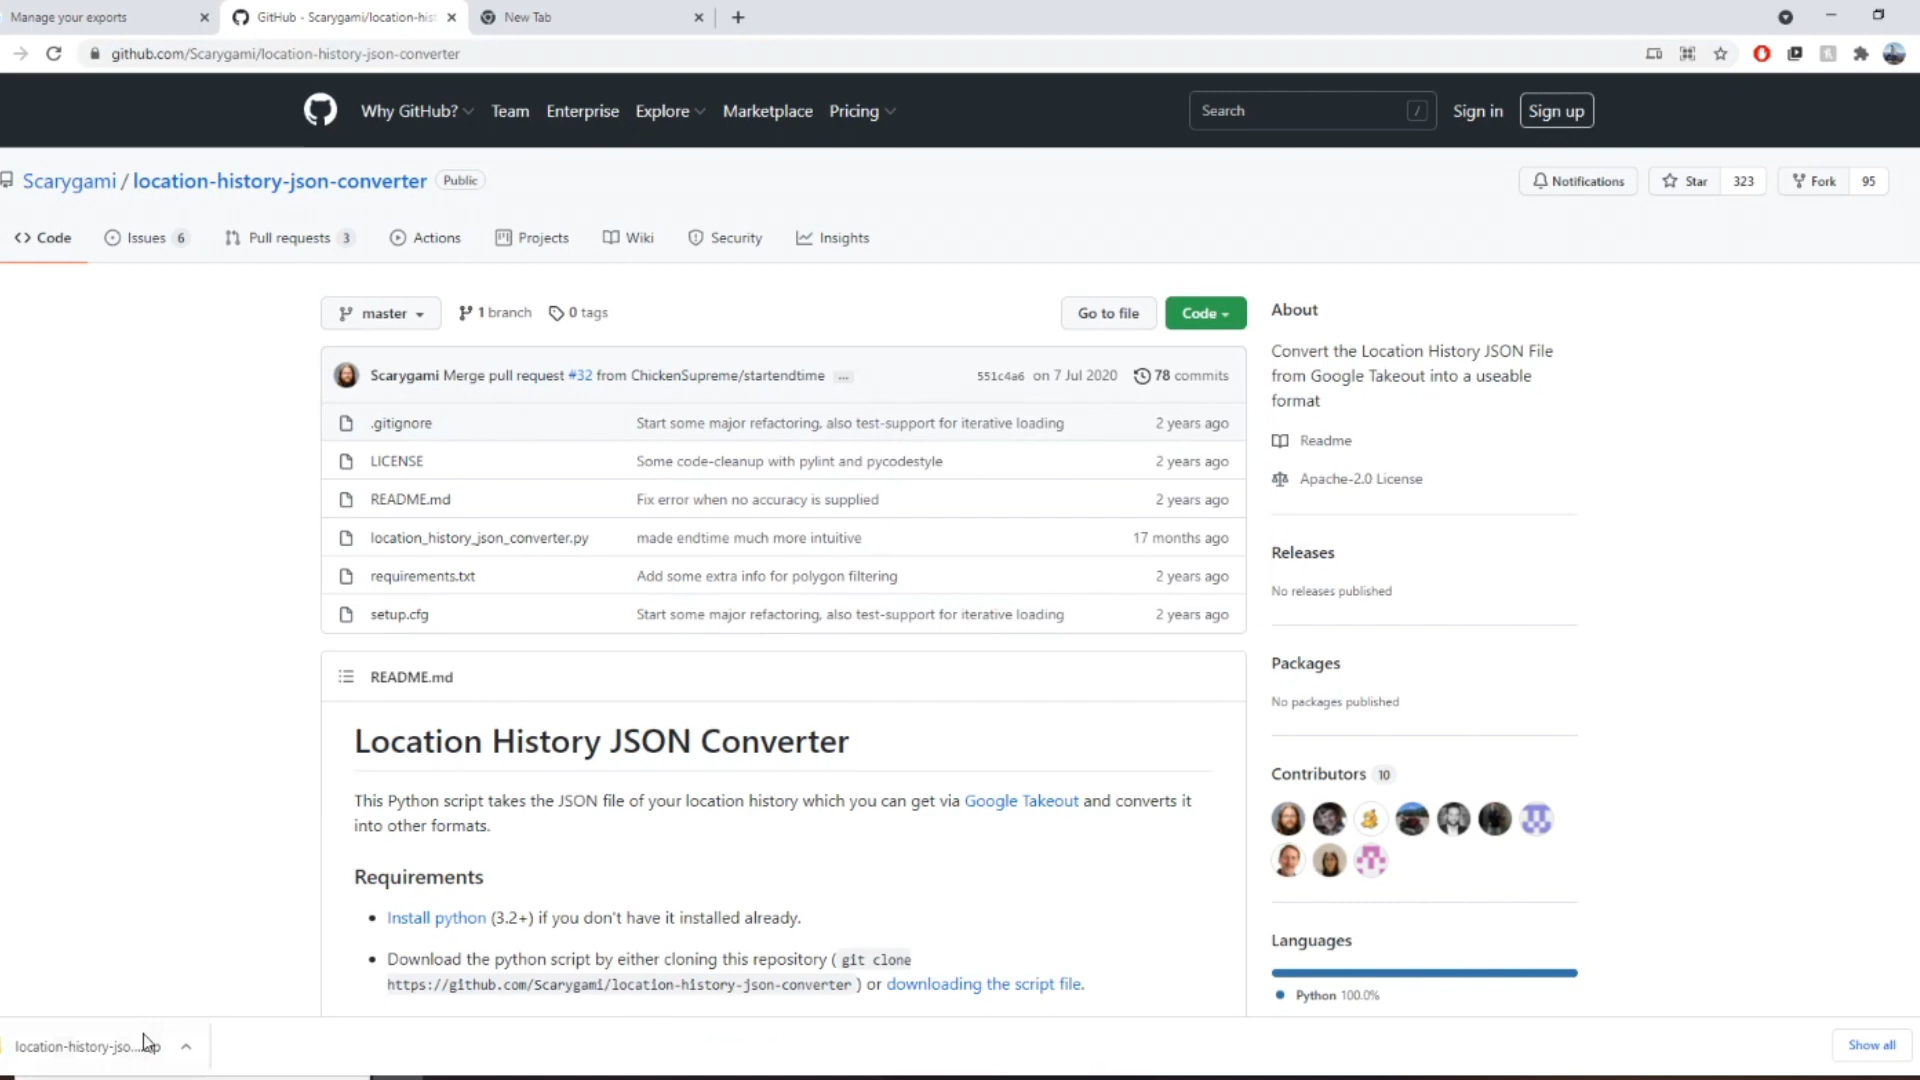 Manage your exports
GitHub - Scarygami/location-his
New Tab
github.com/Scarygami/location-history-json-converter
Why GitHub? Team Enterprise Explore Marketplace Pricing
Search /
Sign in Sign up
Scarygami / location-history-json-converter Public
Notifications Star 323 Fork 95
Code Issues 6 Pull requests 3 Actions Projects Wiki Security Insights
master 1 branch 0 tags Go to file Code
Scarygami Merge pull request #32 from ChickenSupreme/startendtime ... 551c4a6 on 7 Jul 2020 78 commits
.gitignore Start some major refactoring, also test-support for iterative loading 2 years ago
LICENSE Some code-cleanup with pylint and pycodestyle 2 years ago
README.md Fix error when no accuracy is supplied 2 years ago
location_history_json_converter.py made endtime much more intuitive 17 months ago
requirements.txt Add some extra info for polygon filtering 2 years ago
setup.cfg Start some major refactoring, also test-support for iterative loading 2 years ago
README.md
Location History JSON Converter
This Python script takes the JSON file of your location history which you can get via Google Takeout and converts it
into other formats.
Requirements
• Install python (3.2+) if you don't have it installed already.
• Download the python script by either cloning this repository ( git clone
https://github.com/Scarygami/location-history-json-converter ) or downloading the script file.
About
Convert the Location History JSON File
from Google Takeout into a useable
format
Readme
Apache-2.0 License
Releases
No releases published
Packages
No packages published
Contributors 10
Languages
Python 100.0%
location-history-jso....
Show all